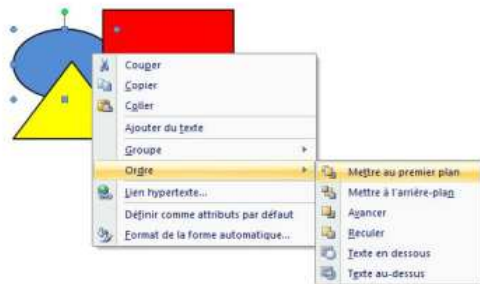 Couper
Copier
Coller
Ajouter du texte
Groupe
Ordre
Lien hypertexte...
Définir comme attributs par défaut
Format de la forme automatique...
Mettre au premier plan
Mettre à l'arrière-plan
Avancer
Reculer
Texte en dessous
Texte au-dessus